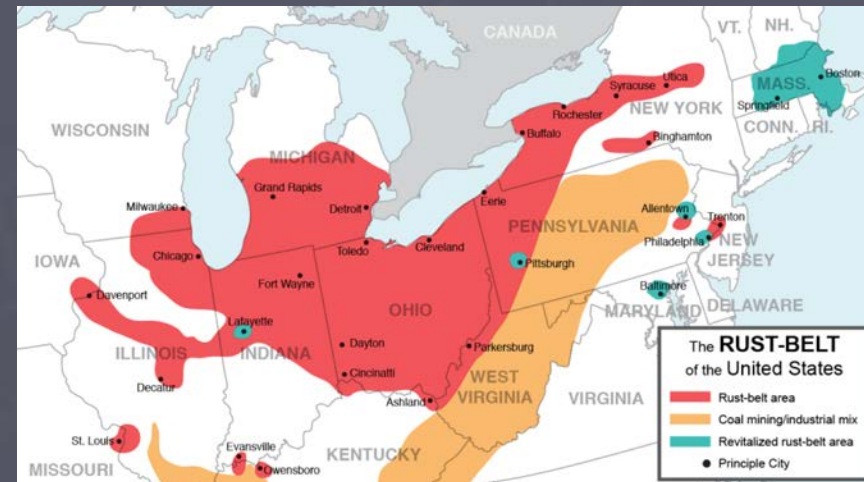 CANADA
VT.
NH.
Utica
Syracuse
Boston
MASS.
Rochester
NEW YORK
Springfield
CONN.
RI.
WISCONSIN
Buffalo
Binghamton
MICHIGAN
Grand Rapids
Milwaukee
Detroit
Eerie
Allentown
Trenton
PENNSYLVANIA
Toledo
Cleveland
Philadelphia
NEW
JERSEY
Chicago
IOWA
Pittsburgh
Fort Wayne
Baltimore
Davenport
OHIO
MARYLAND
DELAWARE
Lafayette
ILLINOIS
INDIANA
Dayton
Parkersburg
Decatur
Cincinatti
WEST
VIRGINIA
VIRGINIA
Ashland
St. Louis
Evansville
KENTUCKY
MISSOURI
Owensboro
The RUST-BELT
of the United States
Rust-belt area
Coal mining/industrial mix
Revitalized rust-belt area
Principle City